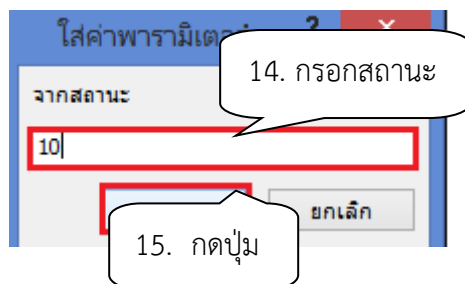 ใส่ค่าพารามิเตอร์ ?
14. กรอกสถานะ
จากสถานะ
10
ยกเลิก
15. กดปุ่ม